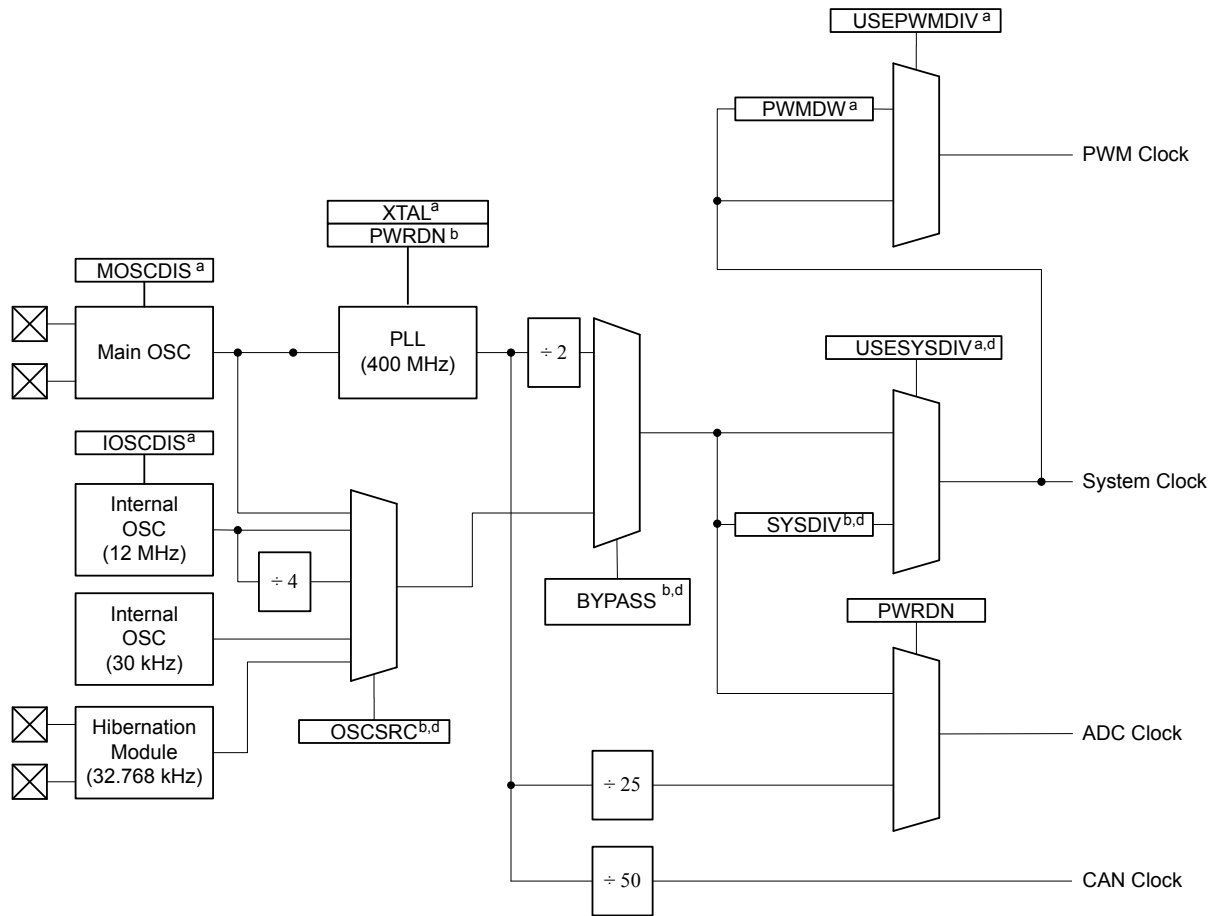 USEPWMDIV a
PWMDW a
PWM Clock
XTAL a
PWRDN b
MOSCDIS a
Main OSC
PLL
(400 MHz)
÷ 2
USESYSDIV a,d
IOSCDIS a
Internal
OSC
(12 MHz)
÷ 4
System Clock
SYSDIV b,d
BYPASS b,d
Internal
OSC
(30 kHz)
PWRDN
Hibernation
Module
(32.768 kHz)
OSCSRC b,d
ADC Clock
÷ 25
÷ 50
CAN Clock